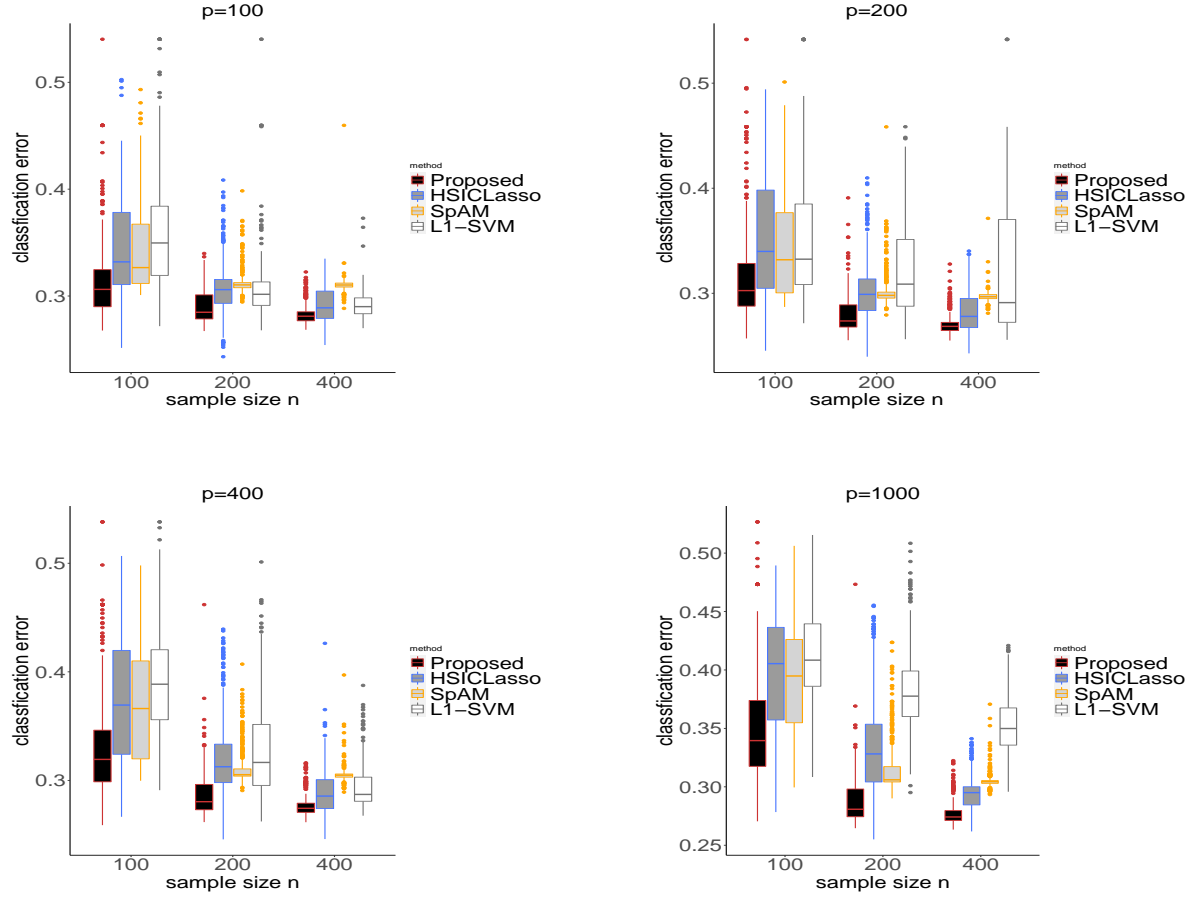 p=100
classfication error
0.5
0.4
0.3
100 200 400
sample size n
method
Proposed
HSICLasso
SpAM
L1-SVM
p=200
classfication error
0.5
0.4
0.3
100 200 400
sample size n
method
Proposed
HSICLasso
SpAM
L1-SVM
p=400
classfication error
0.5
0.4
0.3
100 200 400
sample size n
method
Proposed
HSICLasso
SpAM
L1-SVM
p=1000
classfication error
0.50
0.45
0.40
0.35
0.30
0.25
100 200 400
sample size n
method
Proposed
HSICLasso
SpAM
L1-SVM